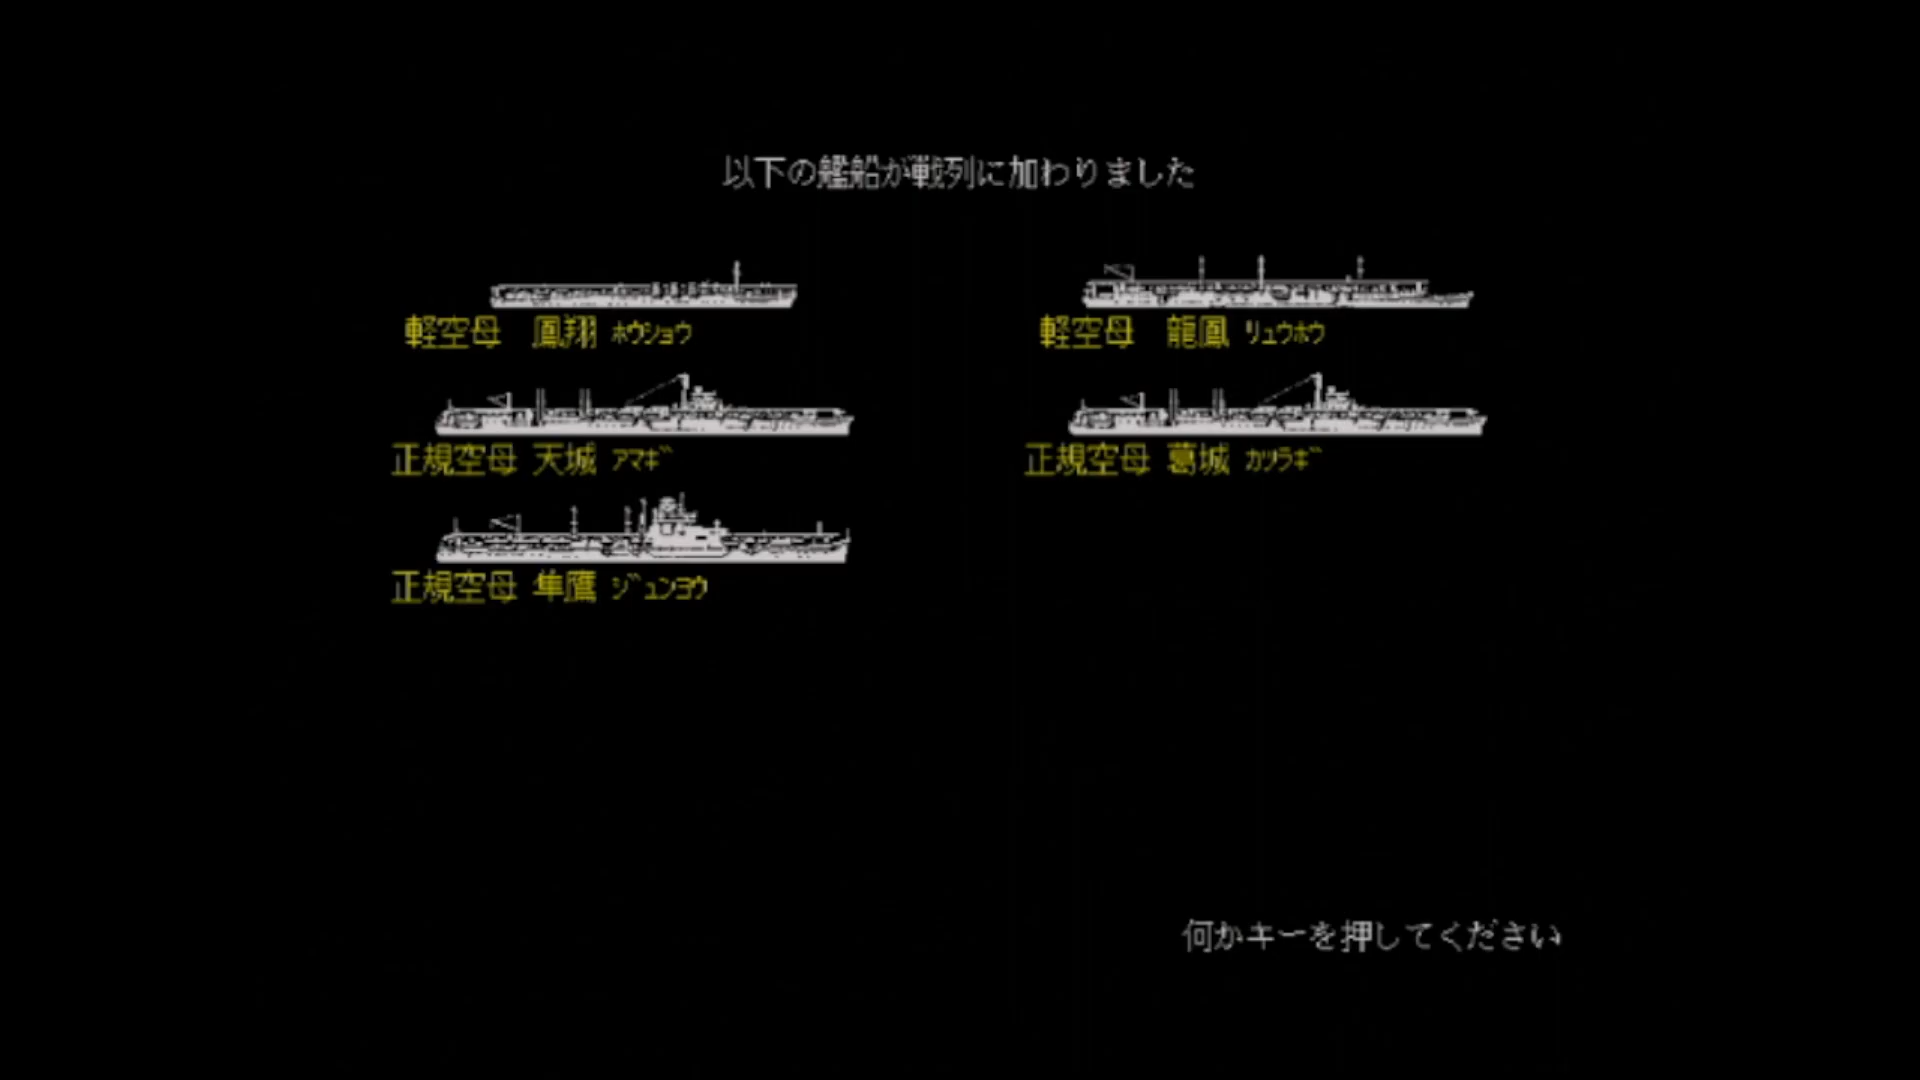 以下の艦船が戦列に加わりました
軽空母　鳳翔 ﾎｳｼｮｳ
軽空母　龍鳳 ﾘｭｳﾎｳ
正規空母 天城 ｱﾏｷﾞ
正規空母 葛城 ｶﾂﾗｷﾞ
正規空母 隼鷹 ｼﾞｭﾝﾖｳ
何かキーを押してください